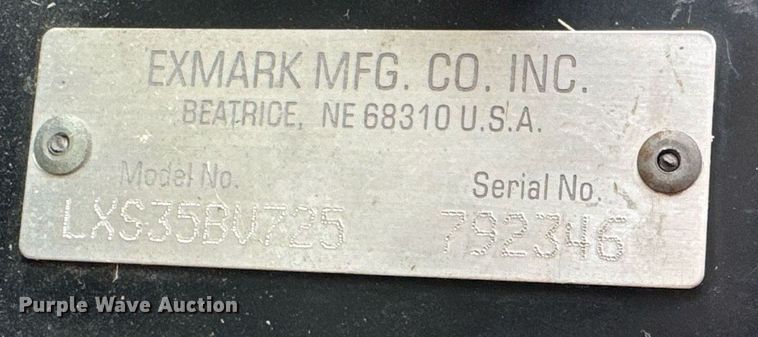 EXMARK MFG. CO. INC.
BEATRICE, NE 68310 U.S.A.
Model No. Serial No.
LXS35BV725 792346
Purple Wave Auction